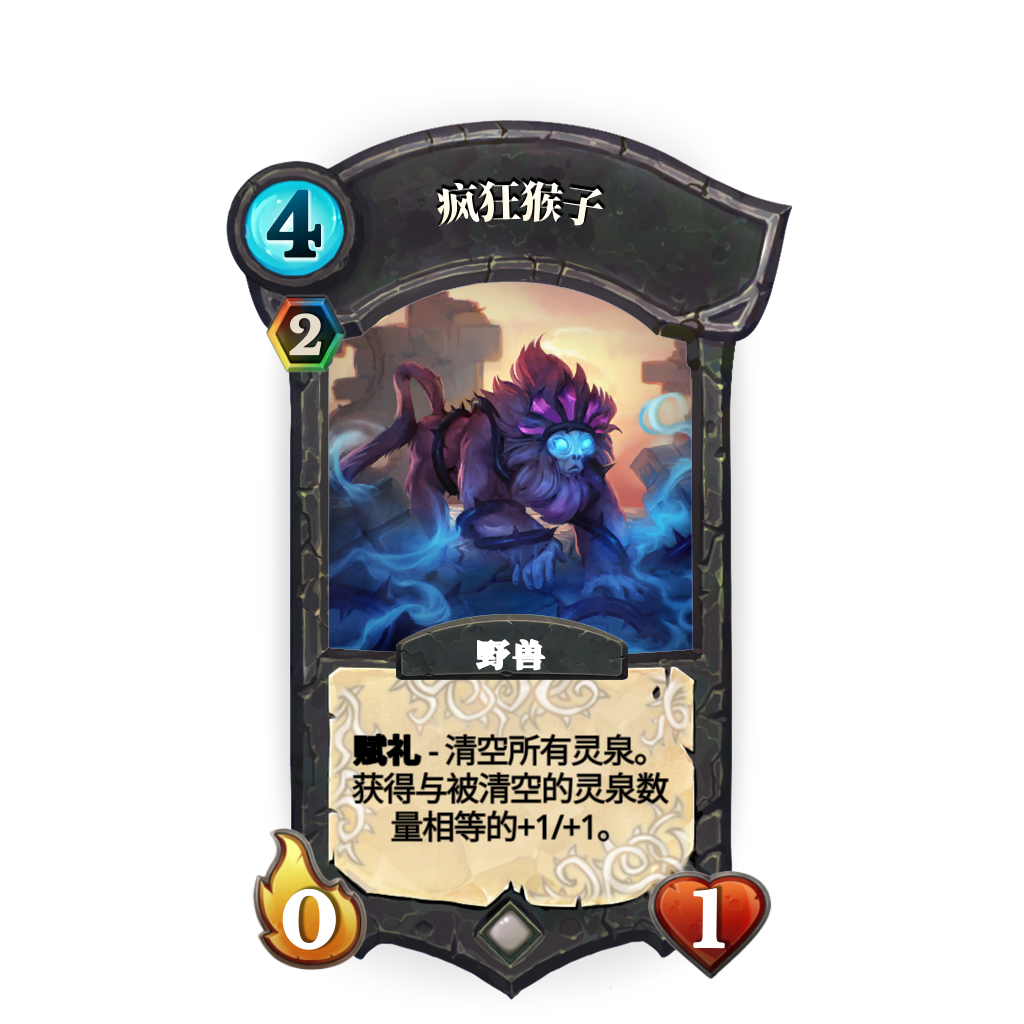 4
疯狂猴子
2
野兽
赋礼 - 清空所有灵泉。
获得与被清空的灵泉数
量相等的+1/+1。
0
1